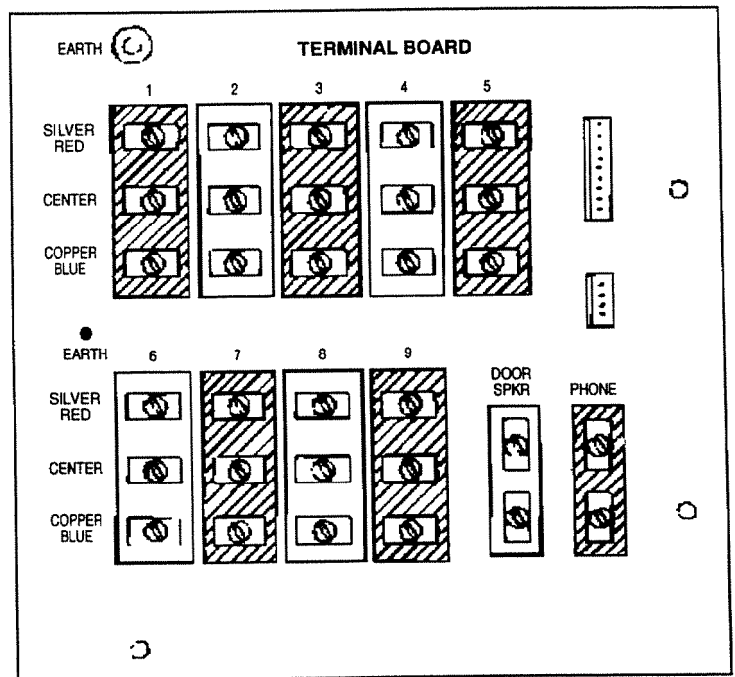 EARTH
TERMINAL BOARD
1 2 3 4 5
SILVER
RED
CENTER
COPPER
BLUE
EARTH
6 7 8 9
DOOR
SPKR
PHONE
SILVER
RED
CENTER
COPPER
BLUE